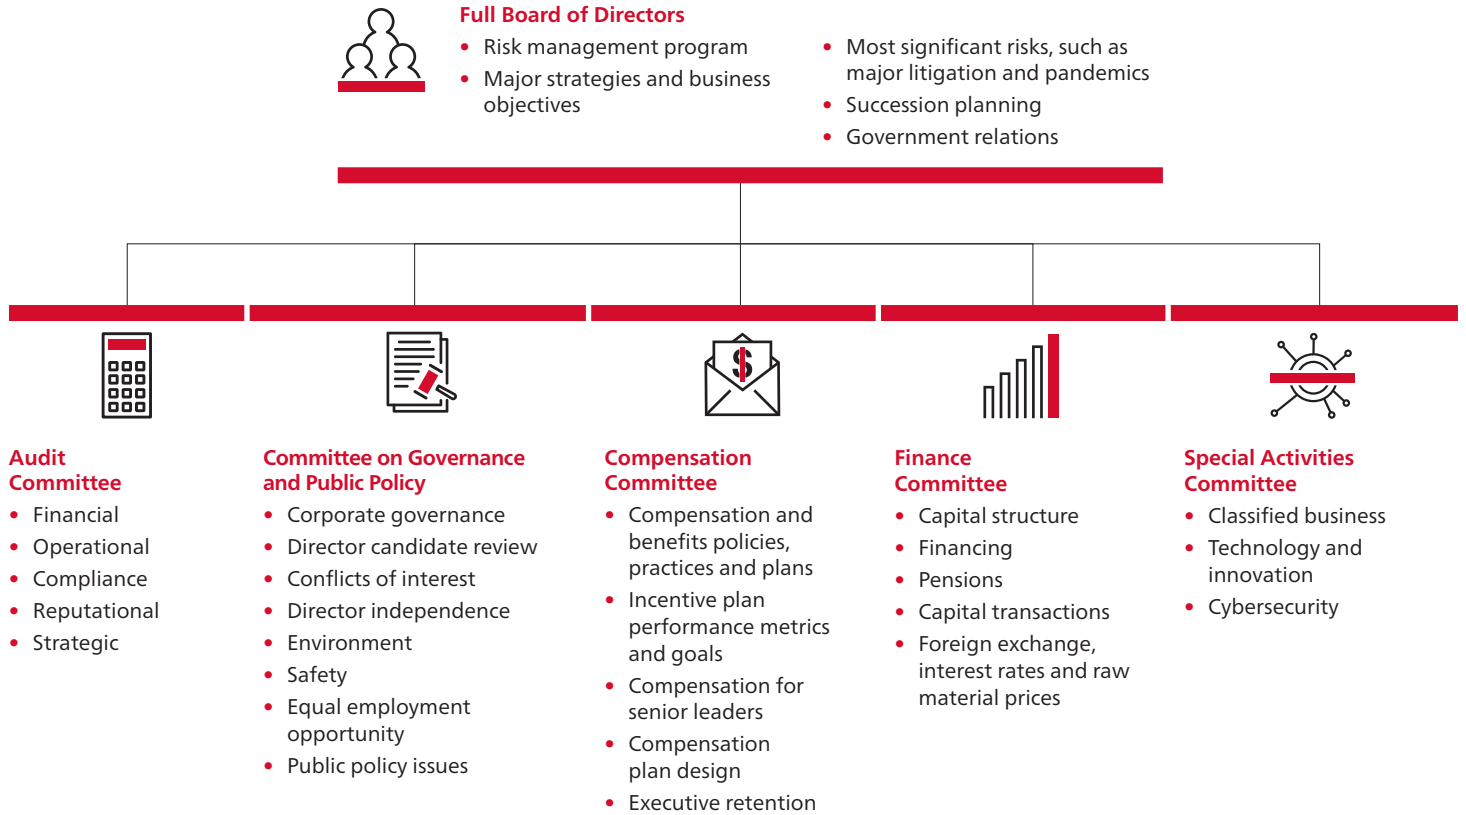 Full Board of Directors
• Risk management program
• Major strategies and business
objectives
• Most significant risks, such as
major litigation and pandemics
• Succession planning
• Government relations
Audit
Committee
• Financial
• Operational
• Compliance
• Reputational
• Strategic
Committee on Governance
and Public Policy
• Corporate governance
• Director candidate review
• Conflicts of interest
• Director independence
• Environment
• Safety
• Equal employment
opportunity
• Public policy issues
$
Compensation
Committee
• Compensation and
benefits policies,
practices and plans
• Incentive plan
performance metrics
and goals
• Compensation for
senior leaders
• Compensation
plan design
• Executive retention
Finance
Committee
• Capital structure
• Financing
• Pensions
• Capital transactions
• Foreign exchange,
interest rates and raw
material prices
Special Activities
Committee
• Classified business
• Technology and
innovation
• Cybersecurity